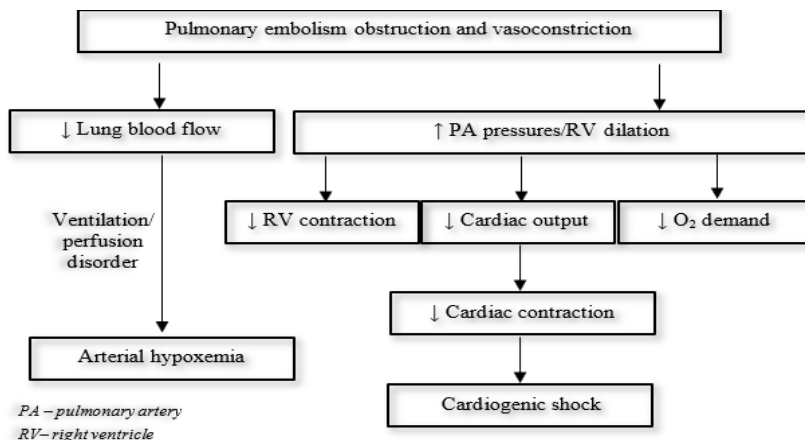 Pulmonary embolism obstruction and vasoconstriction
↓ Lung blood flow
↑ PA pressures/RV dilation
Ventilation/
perfusion
disorder
↓ RV contraction
↓ Cardiac output
↓ O₂ demand
↓ Cardiac contraction
Arterial hypoxemia
Cardiogenic shock
PA – pulmonary artery
RV– right ventricle